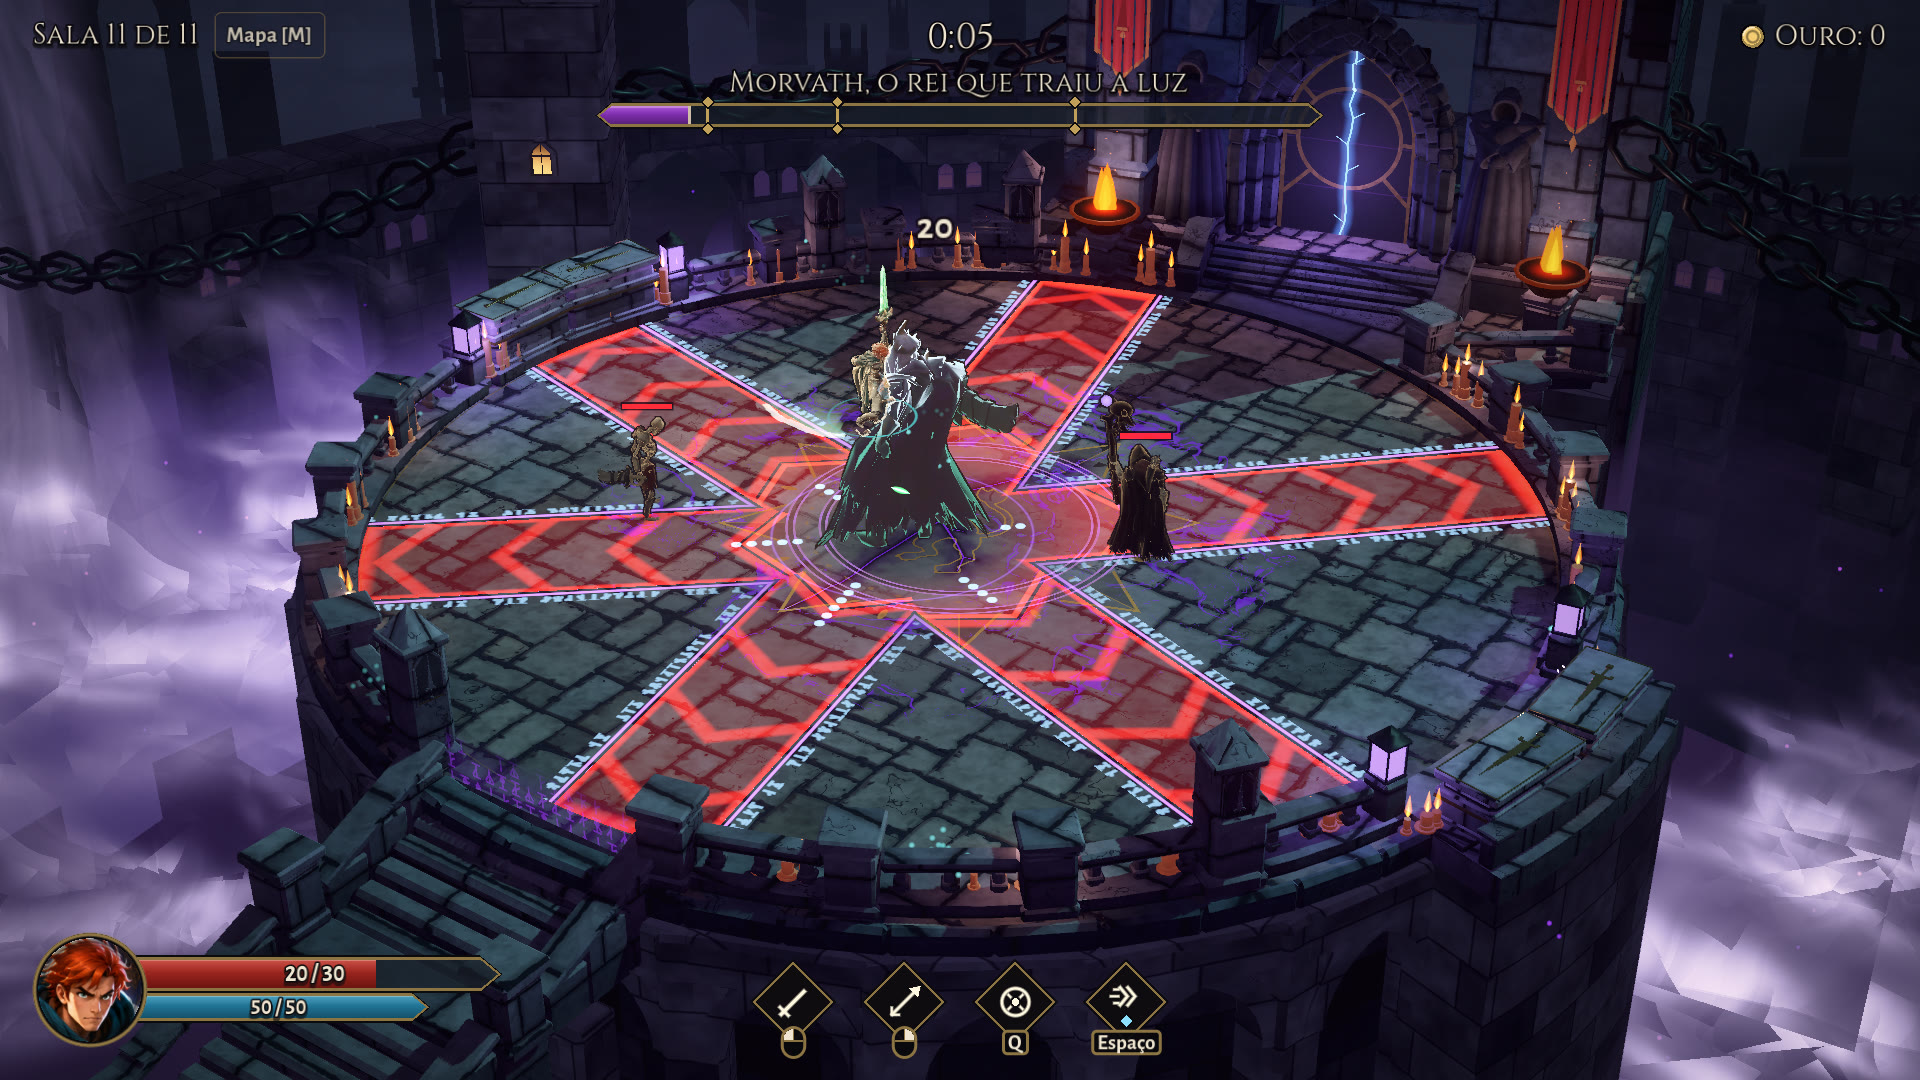 Sala 11 de 11
Mapa [M]
0:05
Ouro: 0
Morvath, o rei que traiu a luz
20
20/30
50/50
Q
Espaço